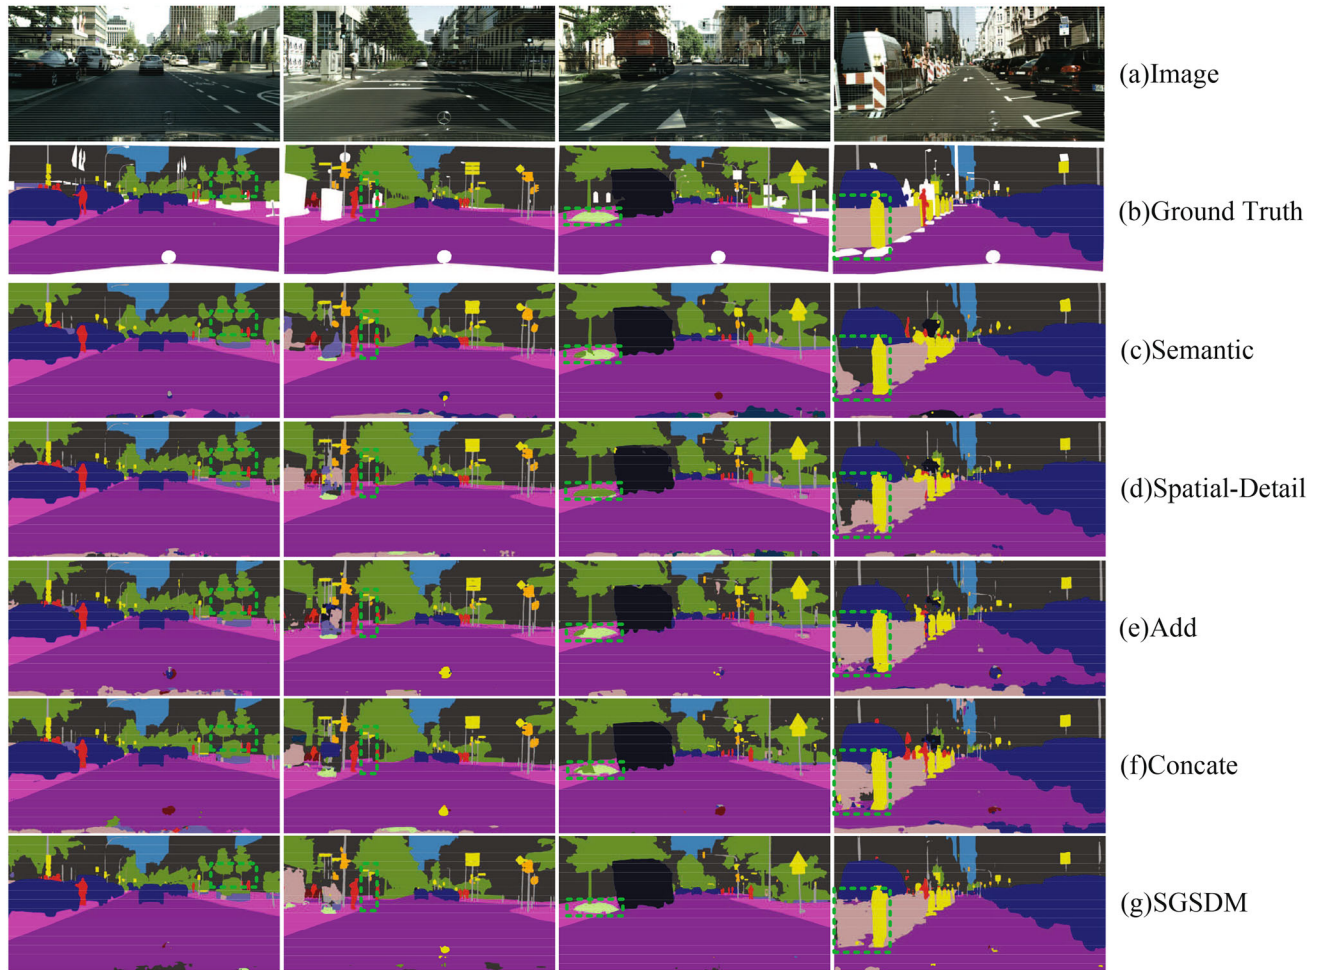 (a)Image
(b)Ground Truth
(c)Semantic
(d)Spatial-Detail
(e)Add
(f)Concate
(g)SGSDM